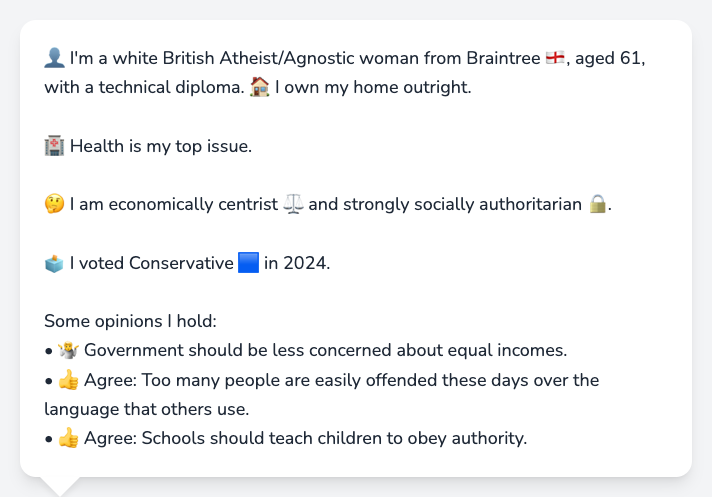 👤 I'm a white British Atheist/Agnostic woman from Braintree 🏴󠁧󠁢󠁥󠁮󠁧󠁿, aged 61,
with a technical diploma. 🏠 I own my home outright.
🏥 Health is my top issue.
🤔 I am economically centrist ⚖️ and strongly socially authoritarian 🔒.
🗳️ I voted Conservative 🟦 in 2024.
Some opinions I hold:
• 🤷 Government should be less concerned about equal incomes.
• 👍 Agree: Too many people are easily offended these days over the
language that others use.
• 👍 Agree: Schools should teach children to obey authority.